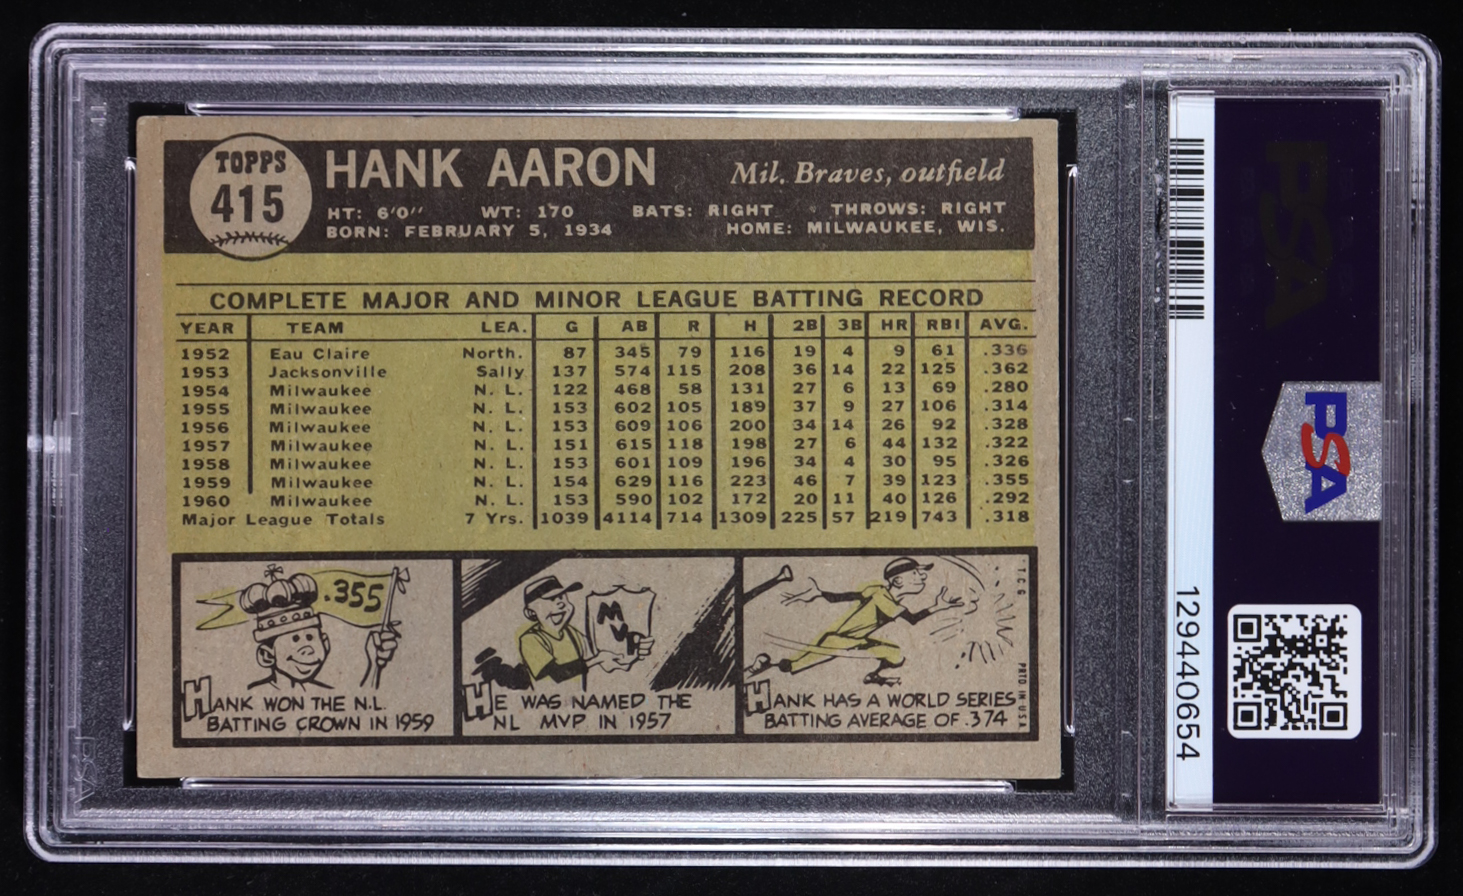 TOPPS
415
HANK AARON
Mil. Braves, outfield
HT: 6'0'' WT: 170 BATS: RIGHT THROWS: RIGHT
BORN: FEBRUARY 5, 1934 HOME: MILWAUKEE, WIS.
COMPLETE MAJOR AND MINOR LEAGUE BATTING RECORD
YEAR TEAM LEA. G AB R H 2B 3B HR RBI AVG.
1952 Eau Claire North. 87 345 79 116 19 4 9 61 .336
1953 Jacksonville Sally 137 574 115 208 36 14 22 125 .362
1954 Milwaukee N. L. 122 468 58 131 27 6 13 69 .280
1955 Milwaukee N. L. 153 602 105 189 37 9 27 106 .314
1956 Milwaukee N. L. 153 609 106 200 34 14 26 92 .328
1957 Milwaukee N. L. 151 615 118 198 27 6 44 132 .322
1958 Milwaukee N. L. 153 601 109 196 34 4 30 95 .326
1959 Milwaukee N. L. 154 629 116 223 46 7 39 123 .355
1960 Milwaukee N. L. 153 590 102 172 20 11 40 126 .292
Major League Totals 7 Yrs. 1039 4114 714 1309 225 57 219 743 .318
.355
HANK WON THE N.L.
BATTING CROWN IN 1959
MVP
HE WAS NAMED THE
NL MVP IN 1957
HANK HAS A WORLD SERIES
BATTING AVERAGE OF .374
T.C.G.
PRTD. IN U.S.A.
PSA
PSA
129440654